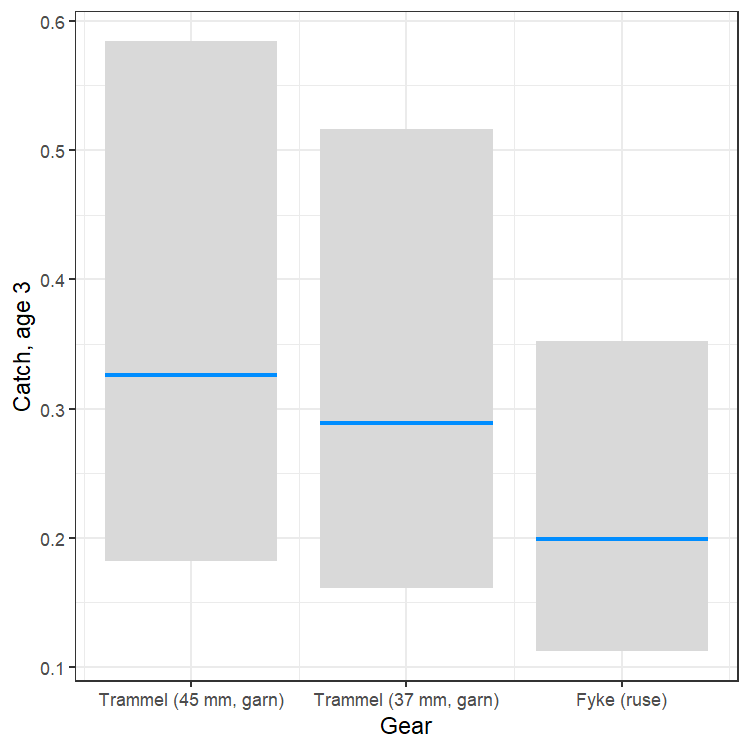 0.6
0.5
0.4
0.3
0.2
0.1
Catch, age 3
Trammel (45 mm, garn) Trammel (37 mm, garn) Fyke (ruse)
Gear